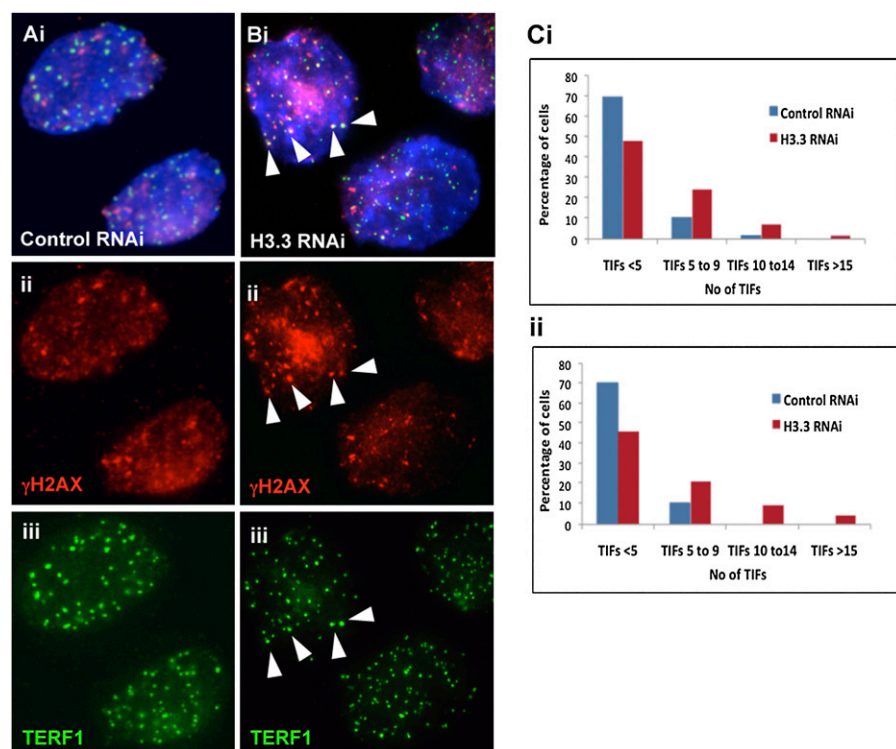 Ai
Control RNAi
Bi
H3.3 RNAi
ii
γH2AX
ii
γH2AX
iii
TERF1
iii
TERF1
Ci
Percentage of cells
80
70
60
50
40
30
20
10
0
Control RNAi
H3.3 RNAi
TIFs <5 TIFs 5 to 9 TIFs 10 to14 TIFs >15
No of TIFs
ii
Percentage of cells
80
70
60
50
40
30
20
10
0
Control RNAi
H3.3 RNAi
TIFs <5 TIFs 5 to 9 TIFs 10 to14 TIFs >15
No of TIFs